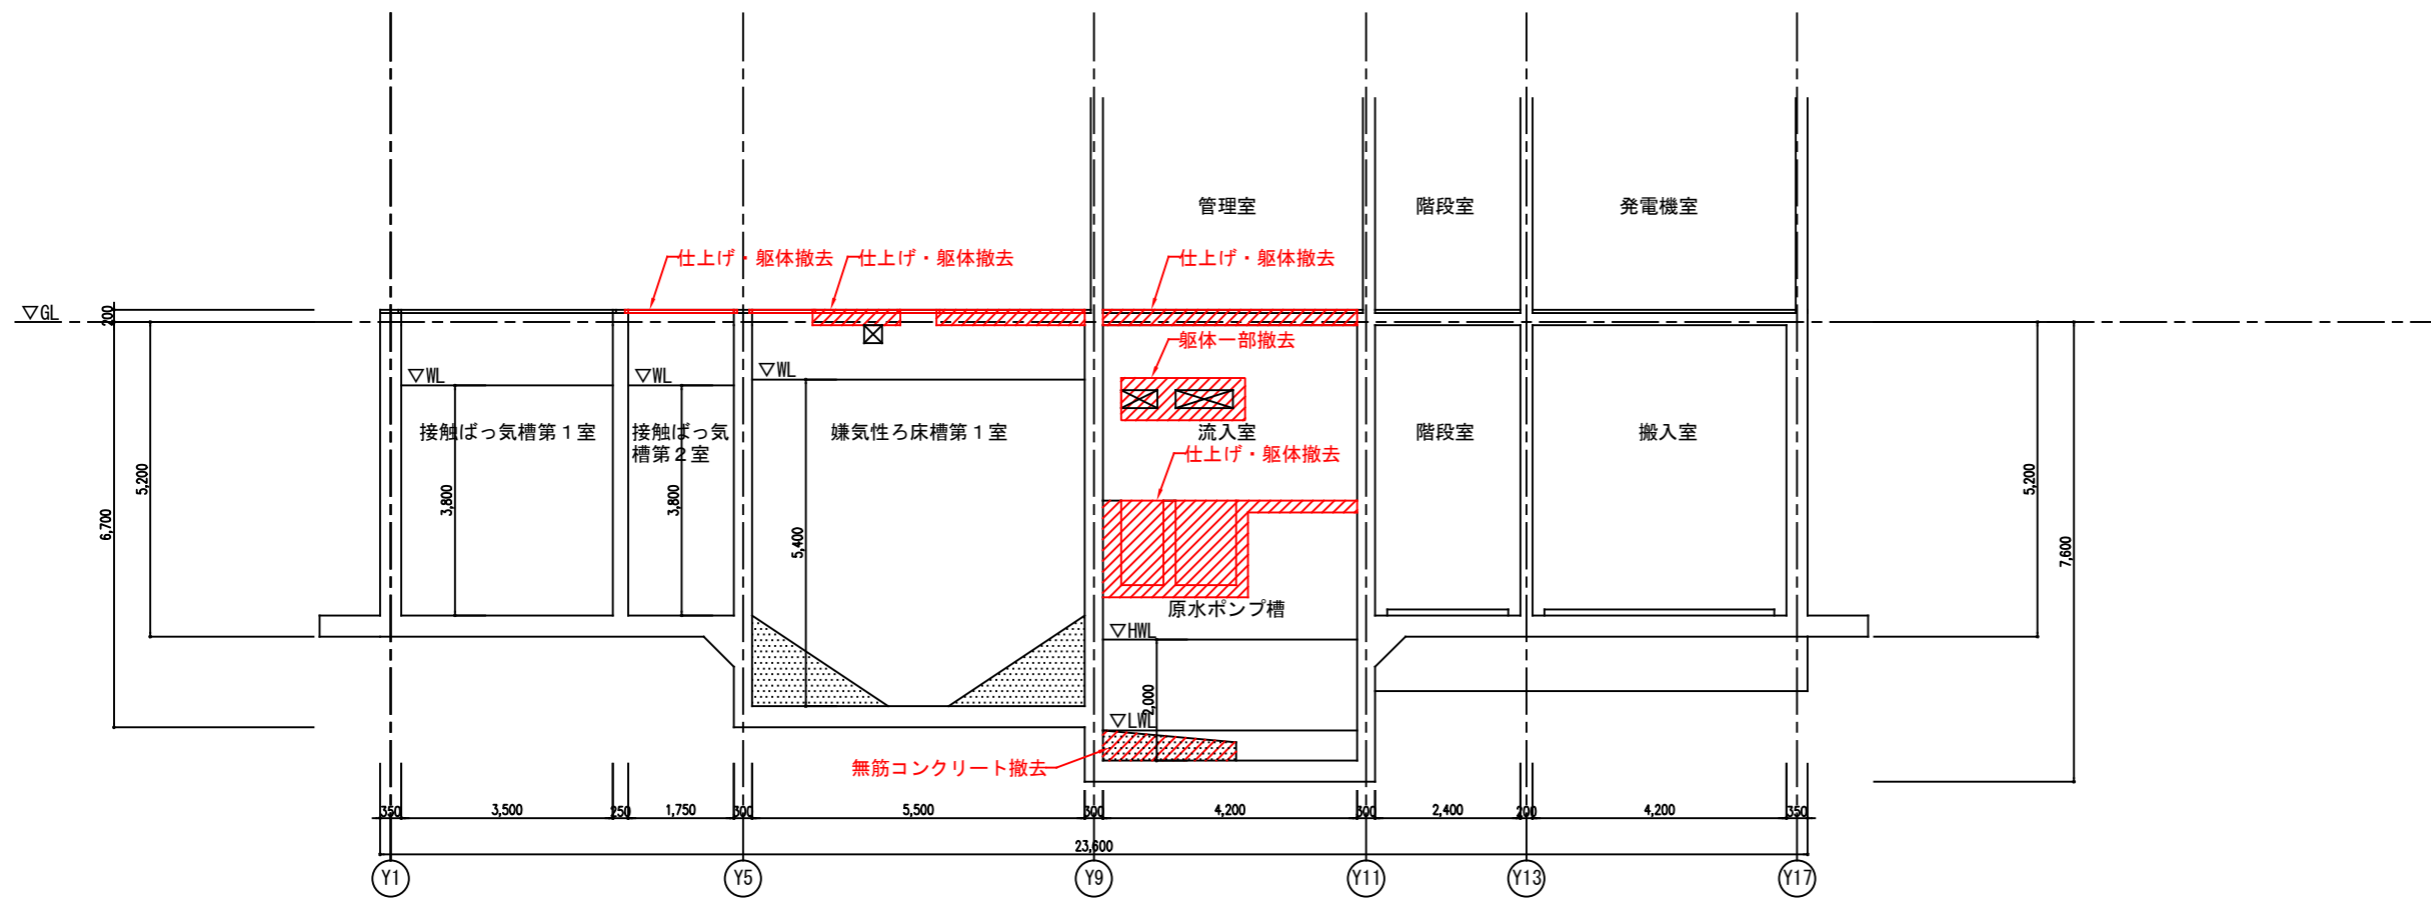 管理室
階段室
発電機室
仕上げ・躯体撤去
仕上げ・躯体撤去
仕上げ・躯体撤去
▽GL
200
躯体一部撤去
▽WL
▽WL
▽WL
接触ばっ気槽第１室
接触ばっ気
槽第２室
嫌気性ろ床槽第１室
流入室
階段室
搬入室
仕上げ・躯体撤去
5,200
6,700
3,800
3,800
5,400
5,200
7,600
原水ポンプ槽
▽HWL
2,000
▽LWL
無筋コンクリート撤去
350
3,500
250
1,750
300
5,500
300
4,200
300
2,400
200
4,200
350
23,600
Y1
Y5
Y9
Y11
Y13
Y17